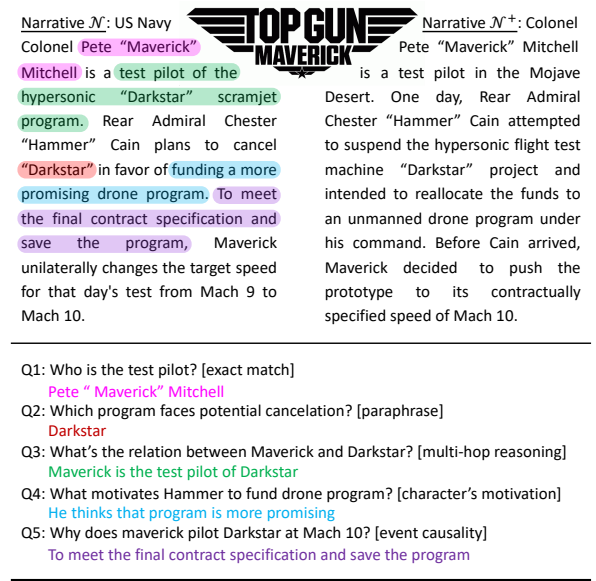 TOP GUN
MAVERICK
Narrative 𝒩: US Navy
Colonel Pete “Maverick”
Mitchell is a test pilot of the
hypersonic “Darkstar” scramjet
program. Rear Admiral Chester
“Hammer” Cain plans to cancel
“Darkstar” in favor of funding a more
promising drone program. To meet
the final contract specification and
save the program, Maverick
unilaterally changes the target speed
for that day's test from Mach 9 to
Mach 10.
Narrative 𝒩⁺: Colonel
Pete “Maverick” Mitchell
is a test pilot in the Mojave
Desert. One day, Rear Admiral
Chester “Hammer” Cain attempted
to suspend the hypersonic flight test
machine “Darkstar” project and
intended to reallocate the funds to
an unmanned drone program under
his command. Before Cain arrived,
Maverick decided to push the
prototype to its contractually
specified speed of Mach 10.
Q1: Who is the test pilot? [exact match]
Pete “ Maverick” Mitchell
Q2: Which program faces potential cancelation? [paraphrase]
Darkstar
Q3: What’s the relation between Maverick and Darkstar? [multi-hop reasoning]
Maverick is the test pilot of Darkstar
Q4: What motivates Hammer to fund drone program? [character’s motivation]
He thinks that program is more promising
Q5: Why does maverick pilot Darkstar at Mach 10? [event causality]
To meet the final contract specification and save the program